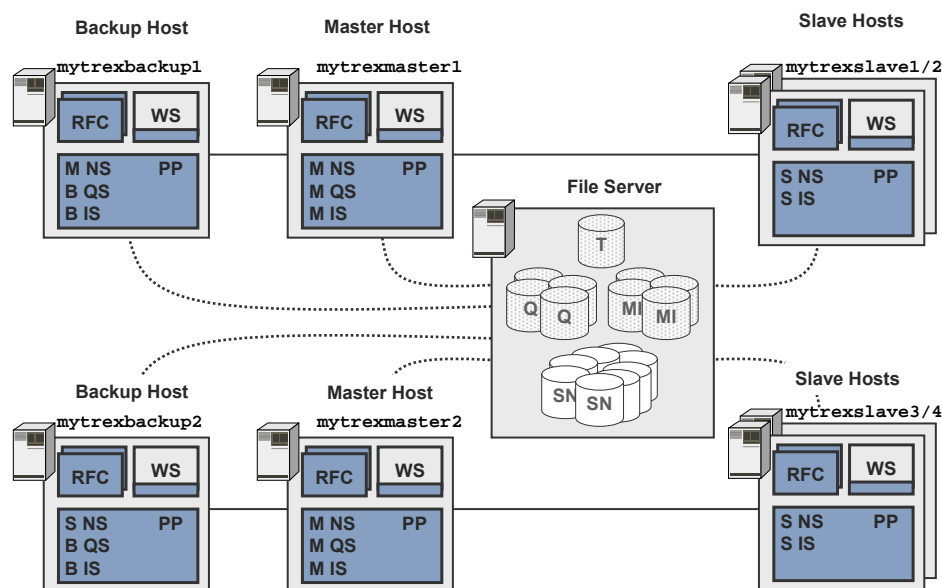 Backup Host
Master Host
Slave Hosts
mytrexbackup1
mytrexmaster1
mytrexslave1/2
RFC
WS
RFC
WS
RFC
WS
M NS PP
B QS
B IS
M NS PP
M QS
M IS
S NS PP
S IS
File Server
T
Q
Q
MI
MI
SN
SN
Backup Host
Master Host
Slave Hosts
mytrexbackup2
mytrexmaster2
mytrexslave3/4
RFC
WS
RFC
WS
RFC
WS
S NS PP
B QS
B IS
M NS PP
M QS
M IS
S NS PP
S IS